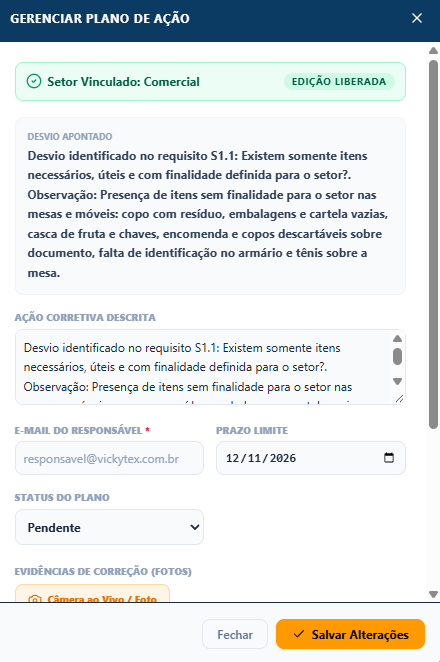 GERENCIAR PLANO DE AÇÃO
Setor Vinculado: Comercial
EDIÇÃO LIBERADA
DESVIO APONTADO
Desvio identificado no requisito S1.1: Existem somente itens
necessários, úteis e com finalidade definida para o setor?.
Observação: Presença de itens sem finalidade para o setor nas
mesas e móveis: copo com resíduo, embalagens e cartela vazias,
casca de fruta e chaves, encomenda e copos descartáveis sobre
documento, falta de identificação no armário e tênis sobre a
mesa.
AÇÃO CORRETIVA DESCRITA
Desvio identificado no requisito S1.1: Existem somente itens
necessários, úteis e com finalidade definida para o setor?.
Observação: Presença de itens sem finalidade para o setor nas
E-MAIL DO RESPONSÁVEL *
PRAZO LIMITE
responsavel@vickytex.com.br
12/11/2026
STATUS DO PLANO
Pendente
EVIDÊNCIAS DE CORREÇÃO (FOTOS)
Câmera ao Vivo / Foto
Fechar
Salvar Alterações